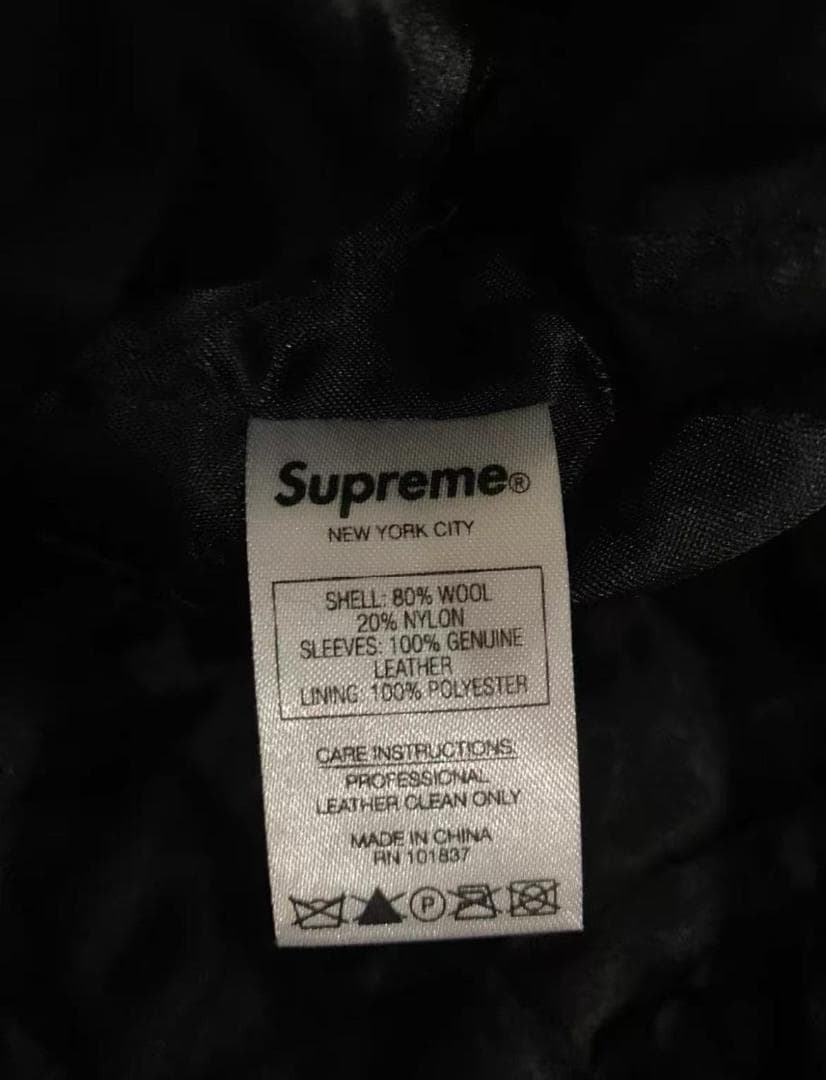 Supreme®
NEW YORK CITY
SHELL: 80% WOOL
20% NYLON
SLEEVES: 100% GENUINE
LEATHER
LINING: 100% POLYESTER
CARE INSTRUCTIONS:
PROFESSIONAL
LEATHER CLEAN ONLY
MADE IN CHINA
RN 101837
P